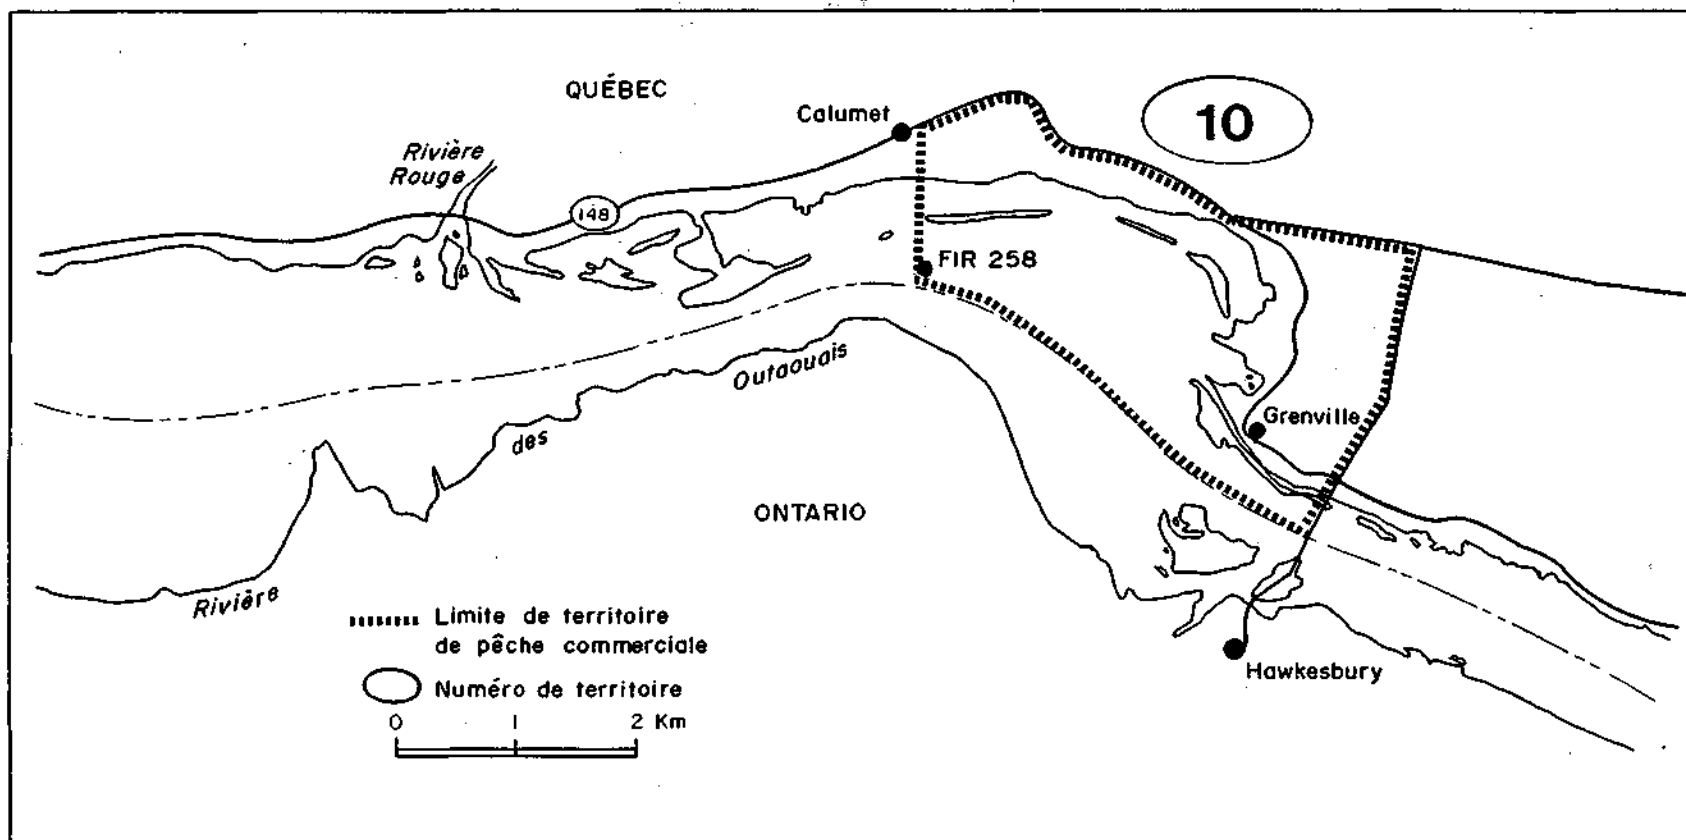 QUÉBEC
10
Calumet
Rivière
Rouge
148
FIR 258
Outaouais
Grenville
des
ONTARIO
Rivière
Limite de territoire
de pêche commerciale
Hawkesbury
Numéro de territoire
0 1 2 Km